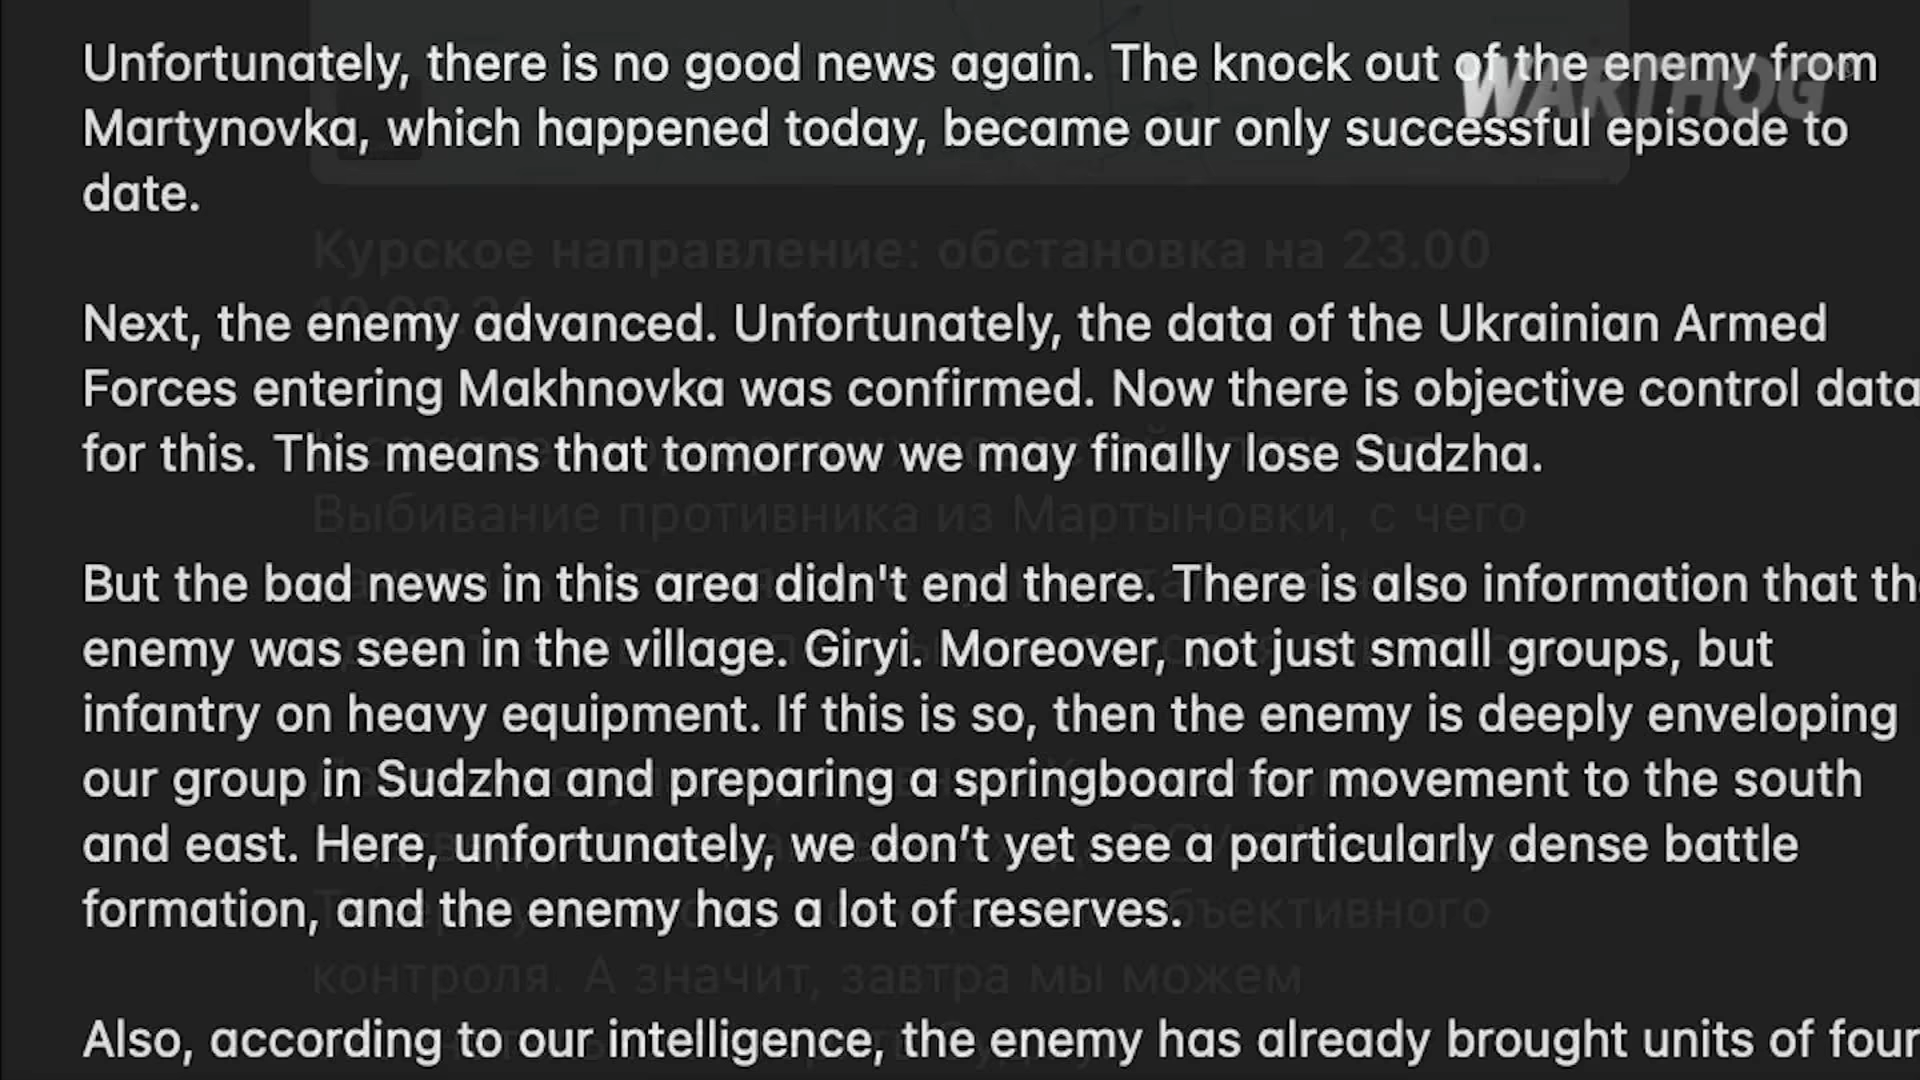 Unfortunately, there is no good news again. The knock out of the enemy from
WARTHOG
Martynovka, which happened today, became our only successful episode to
date.
Курское направление: обстановка на 23.00
Next, the enemy advanced. Unfortunately, the data of the Ukrainian Armed
Forces entering Makhnovka was confirmed. Now there is objective control data
for this. This means that tomorrow we may finally lose Sudzha.
Выбивание противника из Мартыновки, с чего
But the bad news in this area didn't end there. There is also information that
enemy was seen in the village. Giryi. Moreover, not just small groups, but
infantry on heavy equipment. If this is so, then the enemy is deeply enveloping
our group in Sudzha and preparing a springboard for movement to the south
and east. Here, unfortunately, we don’t yet see a particularly dense battle
formation, and the enemy has a lot of reserves.
контроля. А значит, завтра мы можем
Also, according to our intelligence, the enemy has already brought units of four